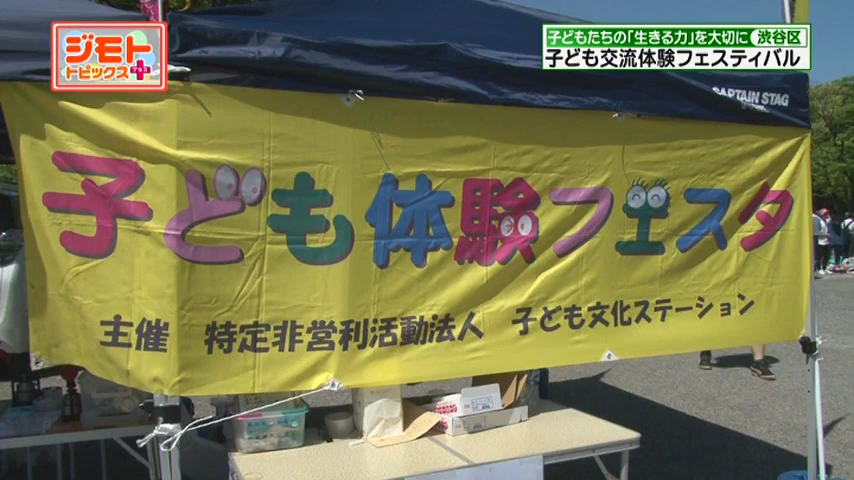 ジモト
トピックス プラス
子どもたちの「生きる力」を大切に 渋谷区
子ども交流体験フェスティバル
CAPTAIN STAG
子ども体験フェスタ
主催 特定非営利活動法人 子ども文化ステーション